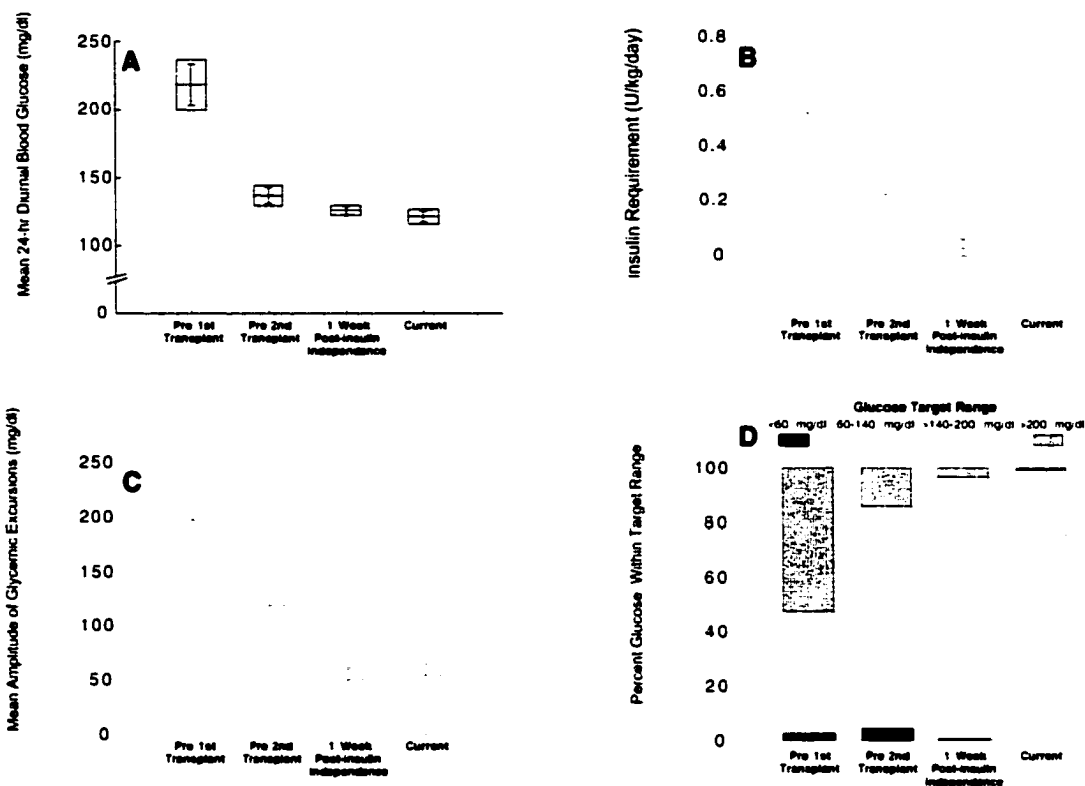 Mean 24-hr Diurnal Blood Glucose (mg/dl)
A
250
200
150
100
0
Pre 1st
Transplant
Pre 2nd
Transplant
1 Week
Post-insulin
Independence
Current
Insulin Requirement (U/kg/day)
B
0.8
0.6
0.4
0.2
0
Pre 1st
Transplant
Pre 2nd
Transplant
1 Week
Post-insulin
Independence
Current
Mean Amplitude of Glycemic Excursions (mg/dl)
C
250
200
150
100
50
0
Pre 1st
Transplant
Pre 2nd
Transplant
1 Week
Post-insulin
Independence
Current
Glucose Target Range
<60 mg/dl 60-140 mg/dl >140-200 mg/dl >200 mg/dl
D
Percent Glucose Within Target Range
100
80
60
40
20
0
Pre 1st
Transplant
Pre 2nd
Transplant
1 Week
Post-insulin
Independence
Current